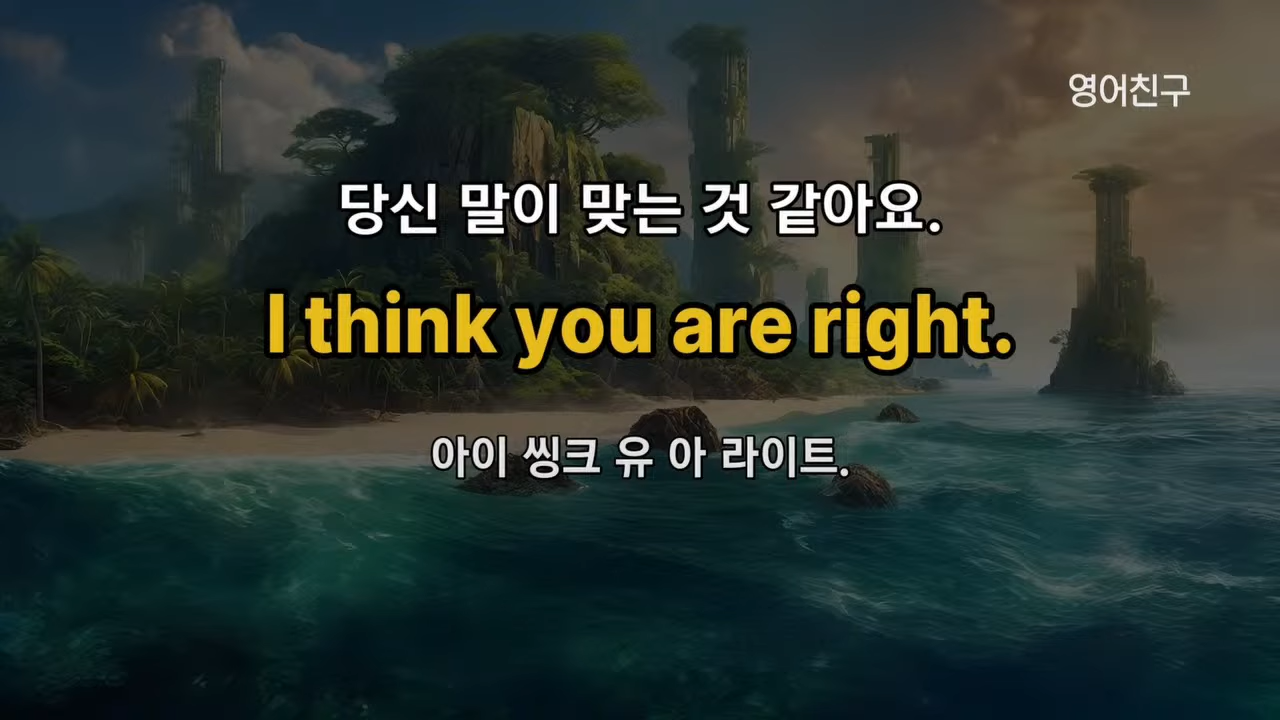 영어친구
당신 말이 맞는 것 같아요.
I think you are right.
아이 씽크 유 아 라이트.